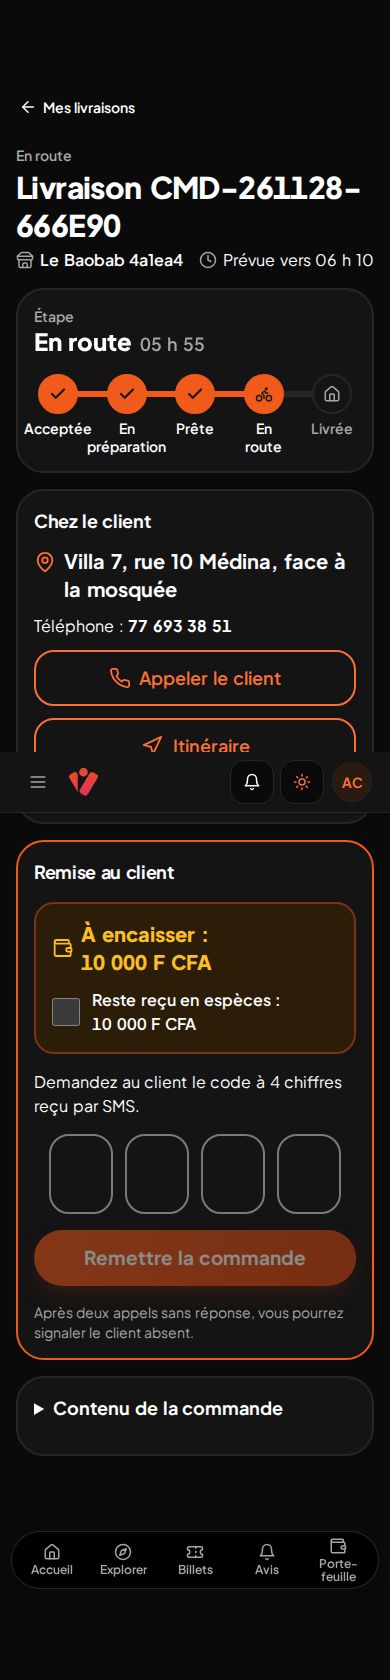 Mes livraisons
En route
Livraison CMD-261128-
666E90
Le Baobab 4a1ea4 Prévue vers 06 h 10
Étape
En route 05 h 55
Acceptée En préparation Prête En route Livrée
Chez le client
Villa 7, rue 10 Médina, face à
la mosquée
Téléphone : 77 693 38 51
Appeler le client
Itinéraire
AC
Remise au client
À encaisser :
10 000 F CFA
Reste reçu en espèces :
10 000 F CFA
Demandez au client le code à 4 chiffres
reçu par SMS.
Remettre la commande
Après deux appels sans réponse, vous pourrez
signaler le client absent.
Contenu de la commande
Accueil Explorer Billets Avis Porte-
feuille